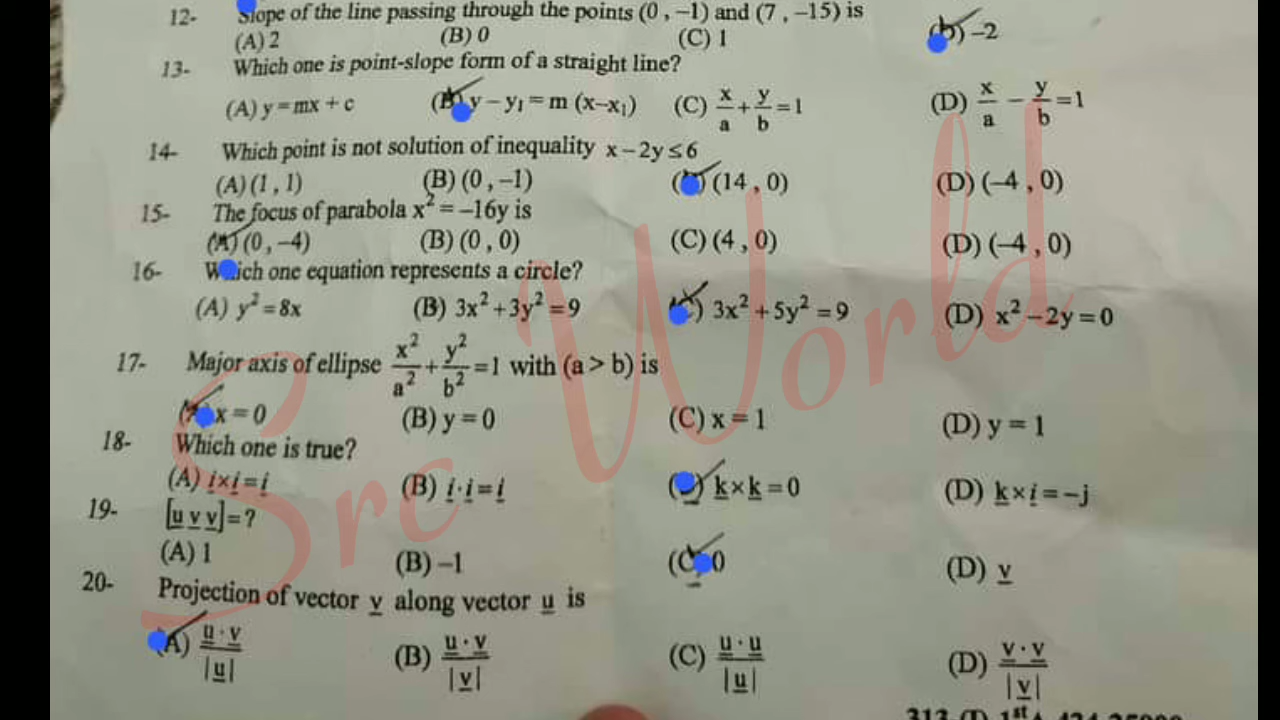 12- Slope of the line passing through the points (0 , –1) and (7 , –15) is
(A) 2 (B) 0 (C) 1 (D) –2
13- Which one is point-slope form of a straight line?
(A) y = mx + c (B) y – y₁ = m (x–x₁) (C) x/a + y/b = 1 (D) x/a – y/b = 1
14- Which point is not solution of inequality x – 2y ≤ 6
(A) (1 , 1) (B) (0 , –1) (C) (14 , 0) (D) (–4 , 0)
15- The focus of parabola x² = –16y is
(A) (0 , –4) (B) (0 , 0) (C) (4 , 0) (D) (–4 , 0)
16- Which one equation represents a circle?
(A) y² = 8x (B) 3x² + 3y² = 9 (C) 3x² + 5y² = 9 (D) x² – 2y = 0
17- Major axis of ellipse x²/a² + y²/b² = 1 with (a > b) is
(A) x = 0 (B) y = 0 (C) x = 1 (D) y = 1
18- Which one is true?
(A) i × i = i (B) i · i = i (C) k × k = 0 (D) k × i = –j
19- [u v v] = ?
(A) 1 (B) –1 (C) 0 (D) v
20- Projection of vector v along vector u is
(A) u · v / |u| (B) u · v / |v| (C) u · u / |u| (D) v · v / |v|
Src World